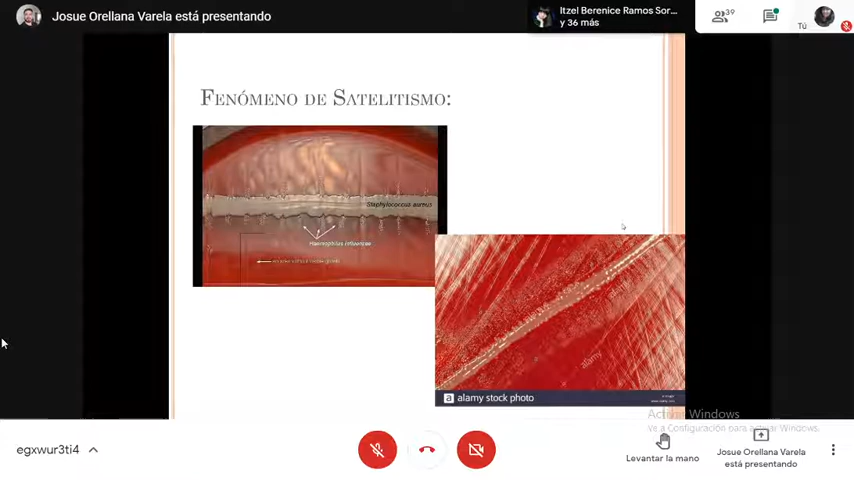 Josue Orellana Varela está presentando
Itzel Berenice Ramos Sor...
y 36 más
39
Tú
Fenómeno de Satelitismo:
Staphylococcus aureus
Haemophilus influenzae
alamy
a alamy stock photo
Activar Windows
Ve a Configuración para activar Windows.
egxwur3ti4
Levantar la mano
Josue Orellana Varela
está presentando